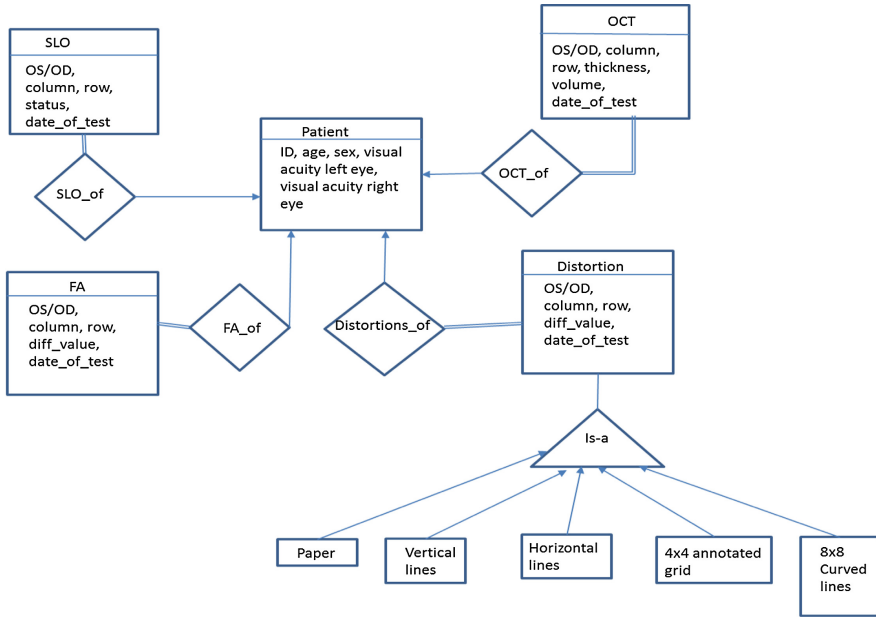 SLO
OS/OD,
column, row,
status,
date_of_test
OCT
OS/OD, column,
row, thickness,
volume,
date_of_test
Patient
ID, age, sex, visual
acuity left eye,
visual acuity right
eye
SLO_of
OCT_of
FA
OS/OD,
column, row,
diff_value,
date_of_test
FA_of
Distortions_of
Distortion
OS/OD,
column, row,
diff_value,
date_of_test
Is-a
Paper
Vertical
lines
Horizontal
lines
4x4 annotated
grid
8x8
Curved
lines